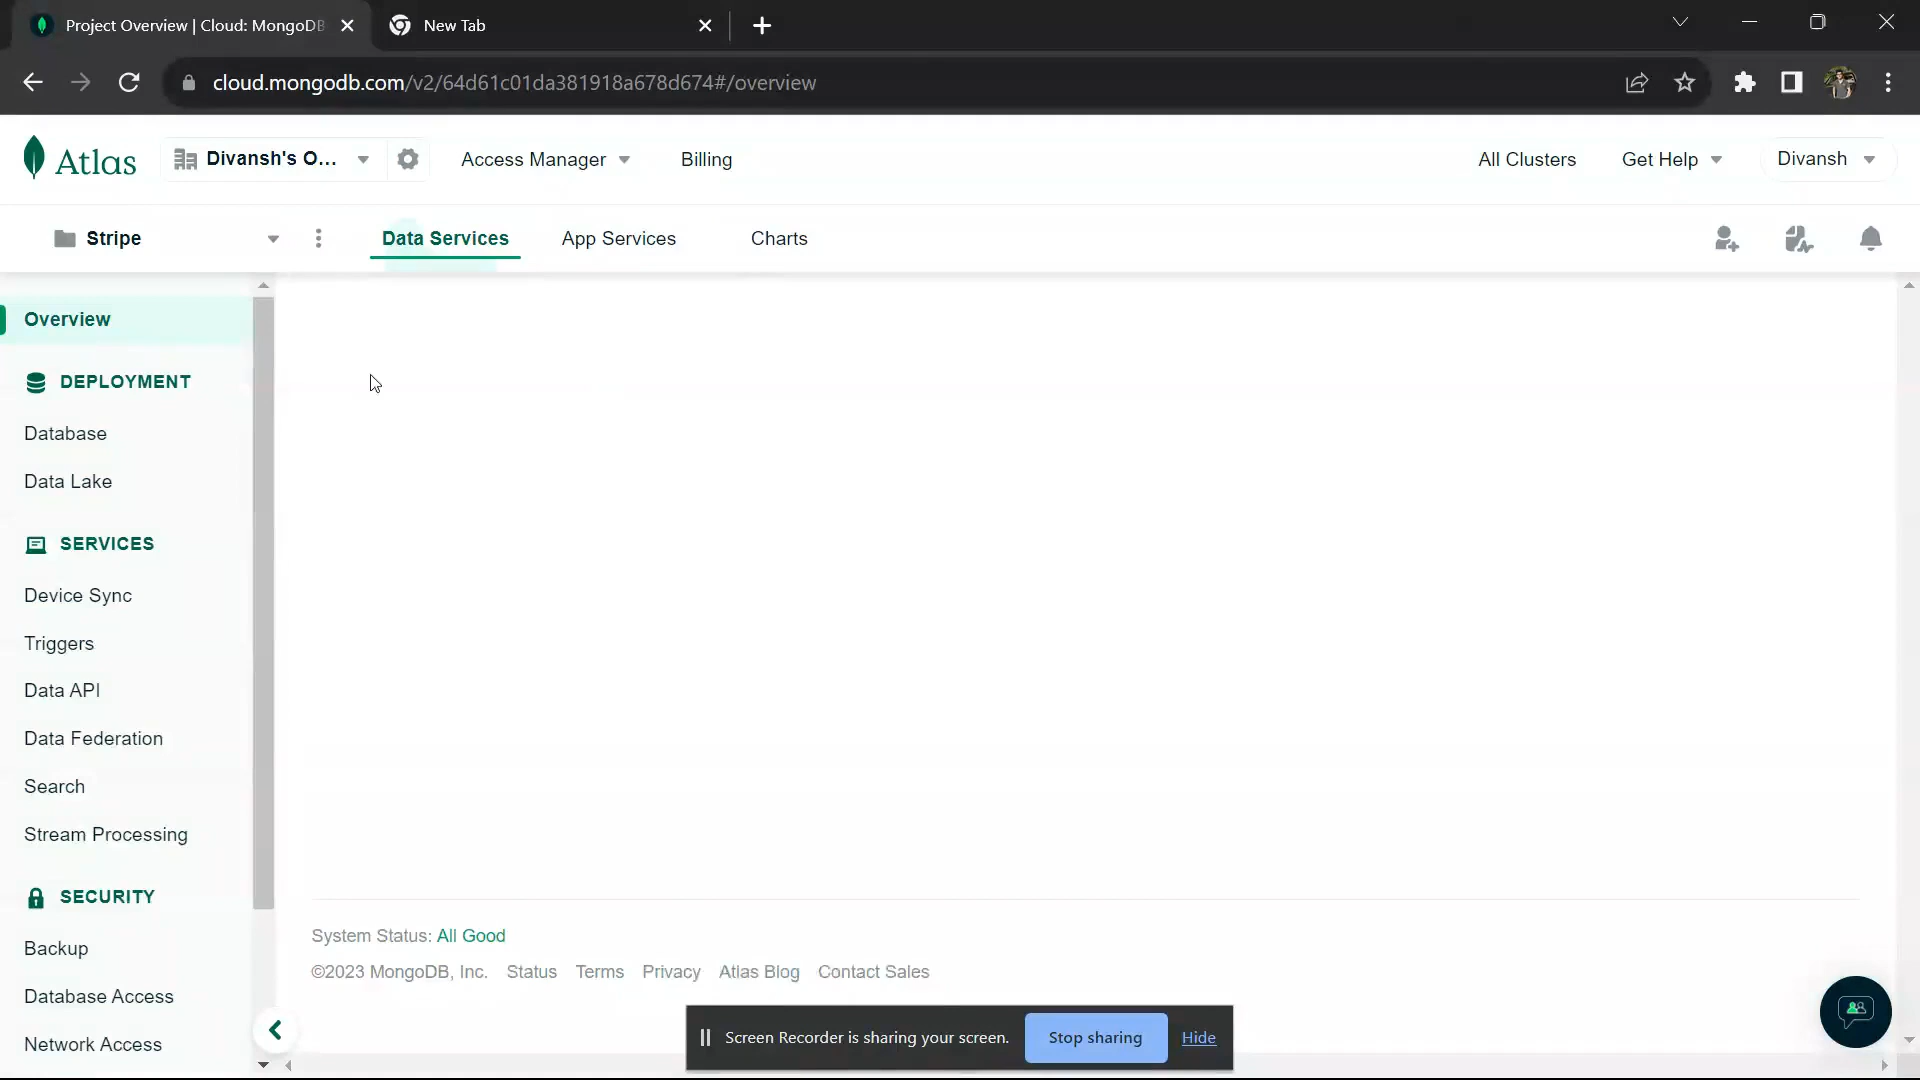 Project Overview | Cloud: MongoDB
New Tab
cloud.mongodb.com/v2/64d61c01da381918a678d674#/overview
Atlas
Divansh's O...
Access Manager
Billing
All Clusters
Get Help
Divansh
Stripe
Data Services
App Services
Charts
Overview
DEPLOYMENT
Database
Data Lake
SERVICES
Device Sync
Triggers
Data API
Data Federation
Search
Stream Processing
SECURITY
Backup
Database Access
Network Access
System Status: All Good
©2023 MongoDB, Inc. Status Terms Privacy Atlas Blog Contact Sales
Screen Recorder is sharing your screen. Stop sharing Hide